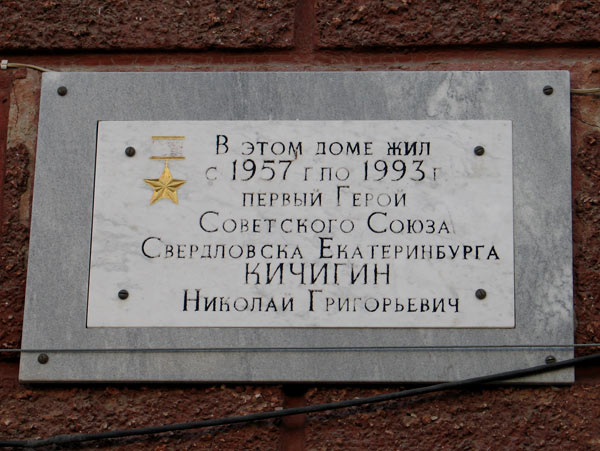 В этом доме жил
с 1957 г по 1993 г
первый Герой
Советского Союза
Свердловска Екатеринбурга
КИЧИГИН
Николай Григорьевич